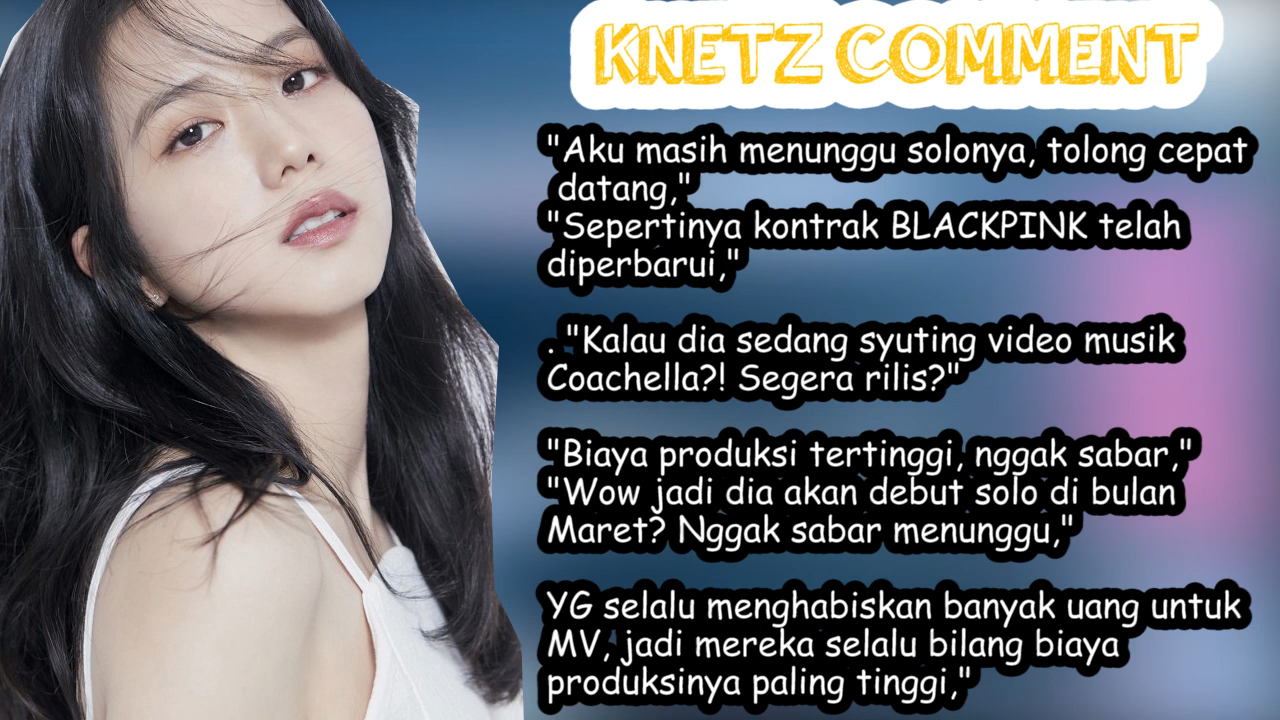 KNETZ COMMENT
"Aku masih menunggu solonya, tolong cepat
datang,"
"Sepertinya kontrak BLACKPINK telah
diperbarui,"
. "Kalau dia sedang syuting video musik
Coachella?! Segera rilis?"
"Biaya produksi tertinggi, nggak sabar,"
"Wow jadi dia akan debut solo di bulan
Maret? Nggak sabar menunggu,"
YG selalu menghabiskan banyak uang untuk
MV, jadi mereka selalu bilang biaya
produksinya paling tinggi,"